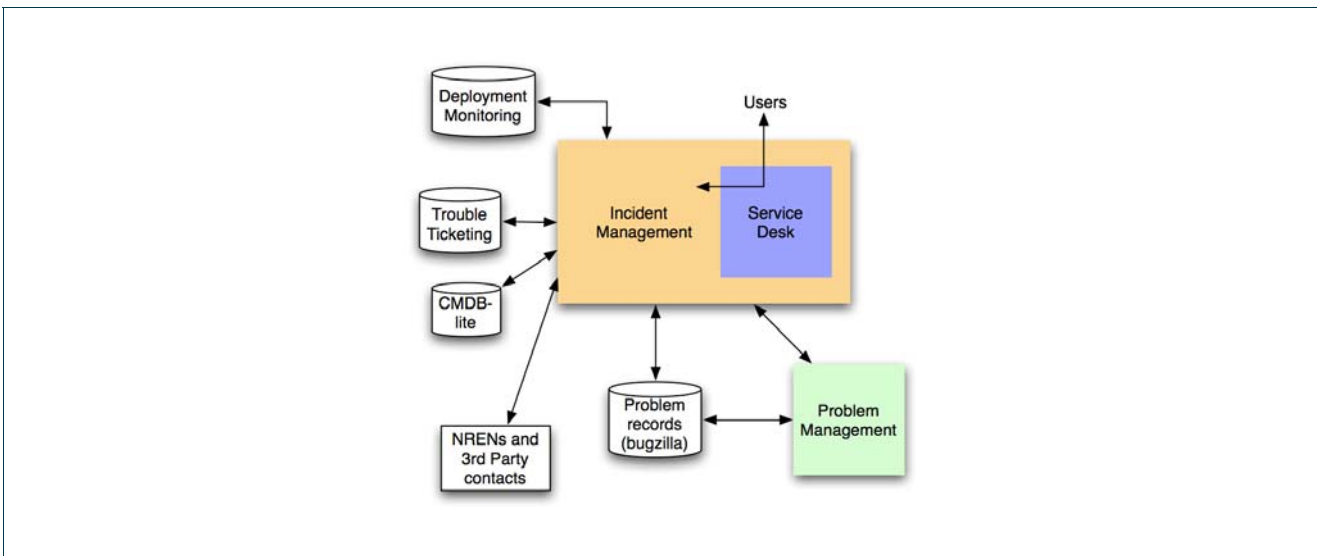 Deployment
Monitoring
Users
Trouble
Ticketing
Incident
Management
Service
Desk
CMDB-
lite
NRENs and
3rd Party
contacts
Problem
records
(bugzilla)
Problem
Management